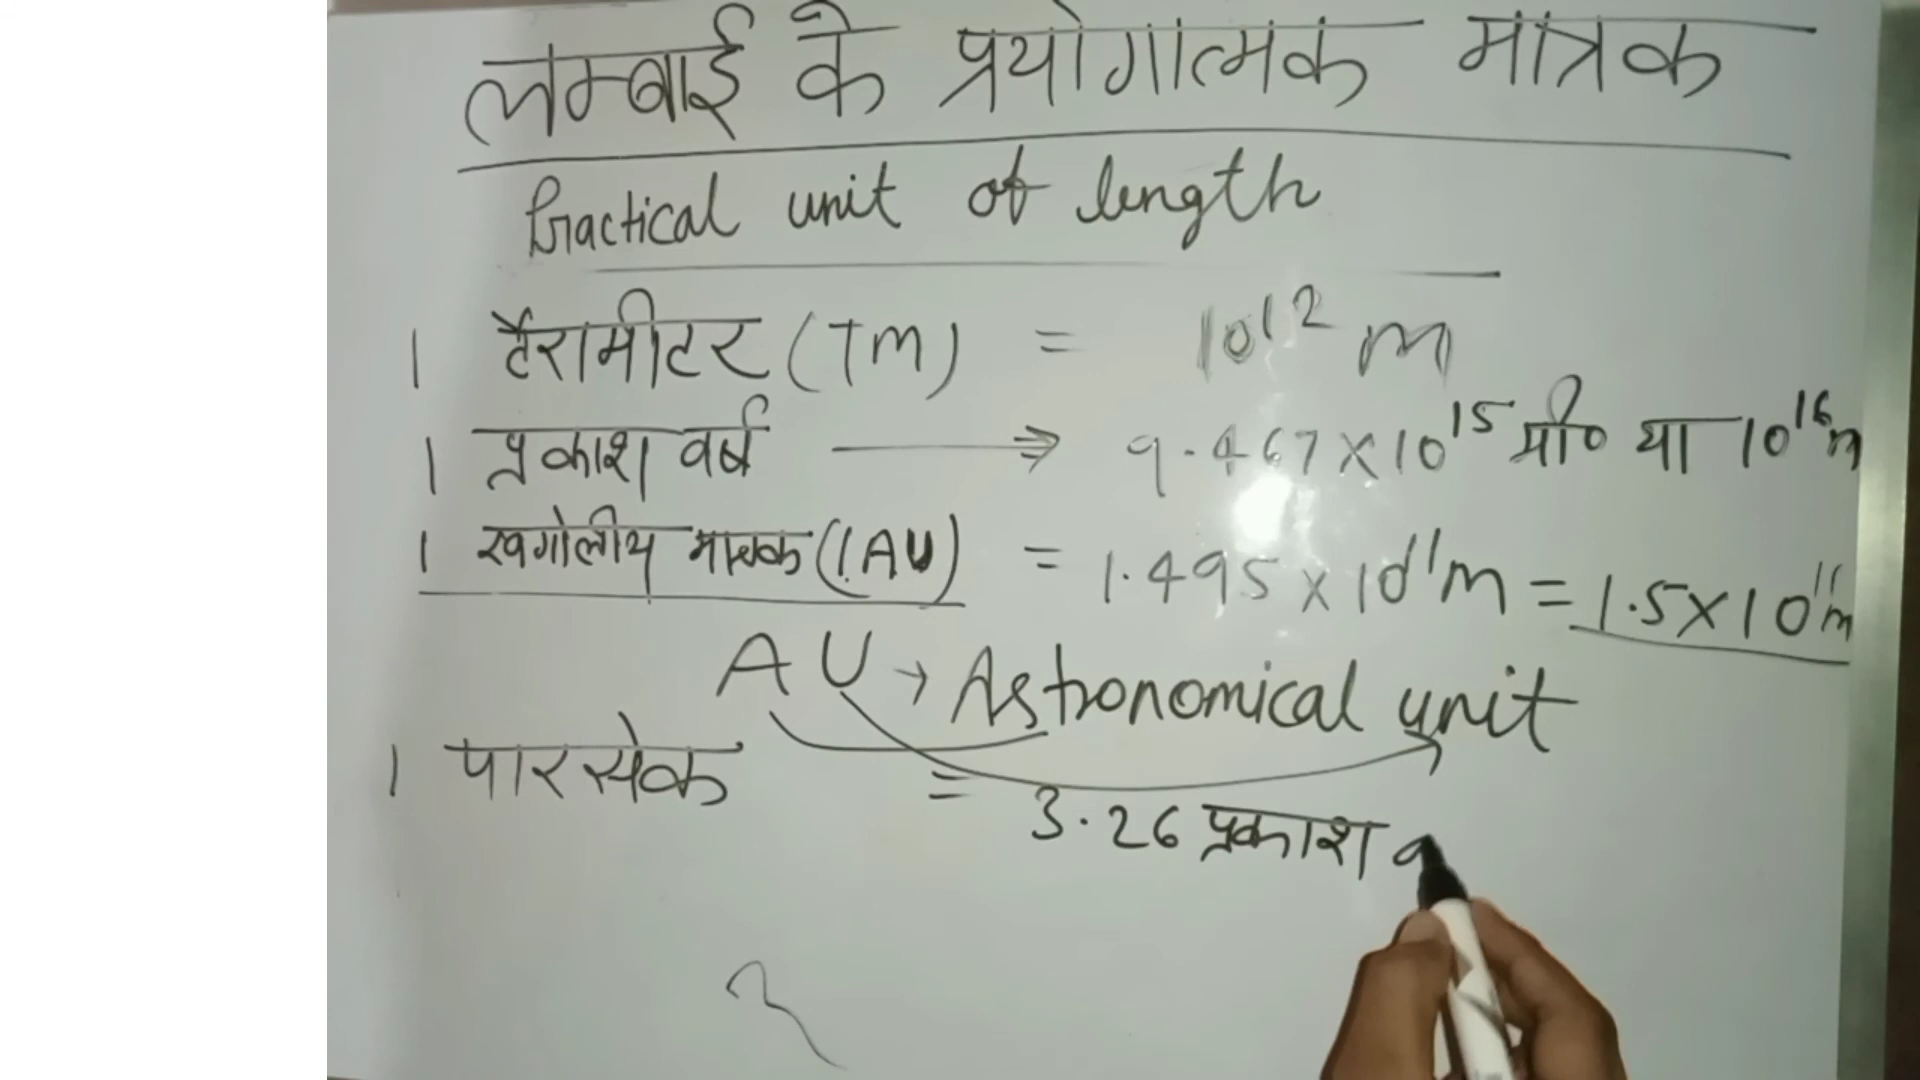 लम्बाई के प्रयोगात्मक मात्रक
Practical unit of length
1 टैरामीटर (TM) = 10¹² m
1 प्रकाश वर्ष → 9.467×10¹⁵ मी० या 10¹⁶ m
1 खगोलीय मात्रक (1AU) = 1.495×10¹¹ m = 1.5×10¹¹ m
AU → Astronomical unit
1 पारसेक = 3.26 प्रकाश